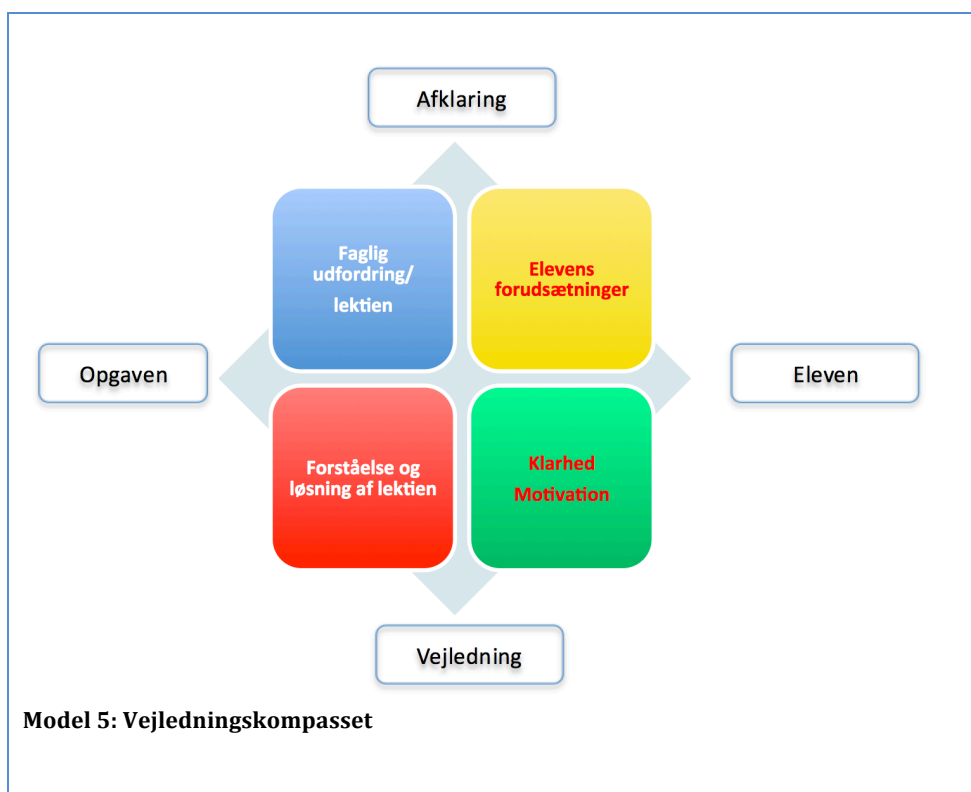 Afklaring
Faglig
udfordring/
lektien
Elevens
forudsætninger
Opgaven
Eleven
Forståelse og
løsning af lektien
Klarhed
Motivation
Vejledning
Model 5: Vejledningskompasset